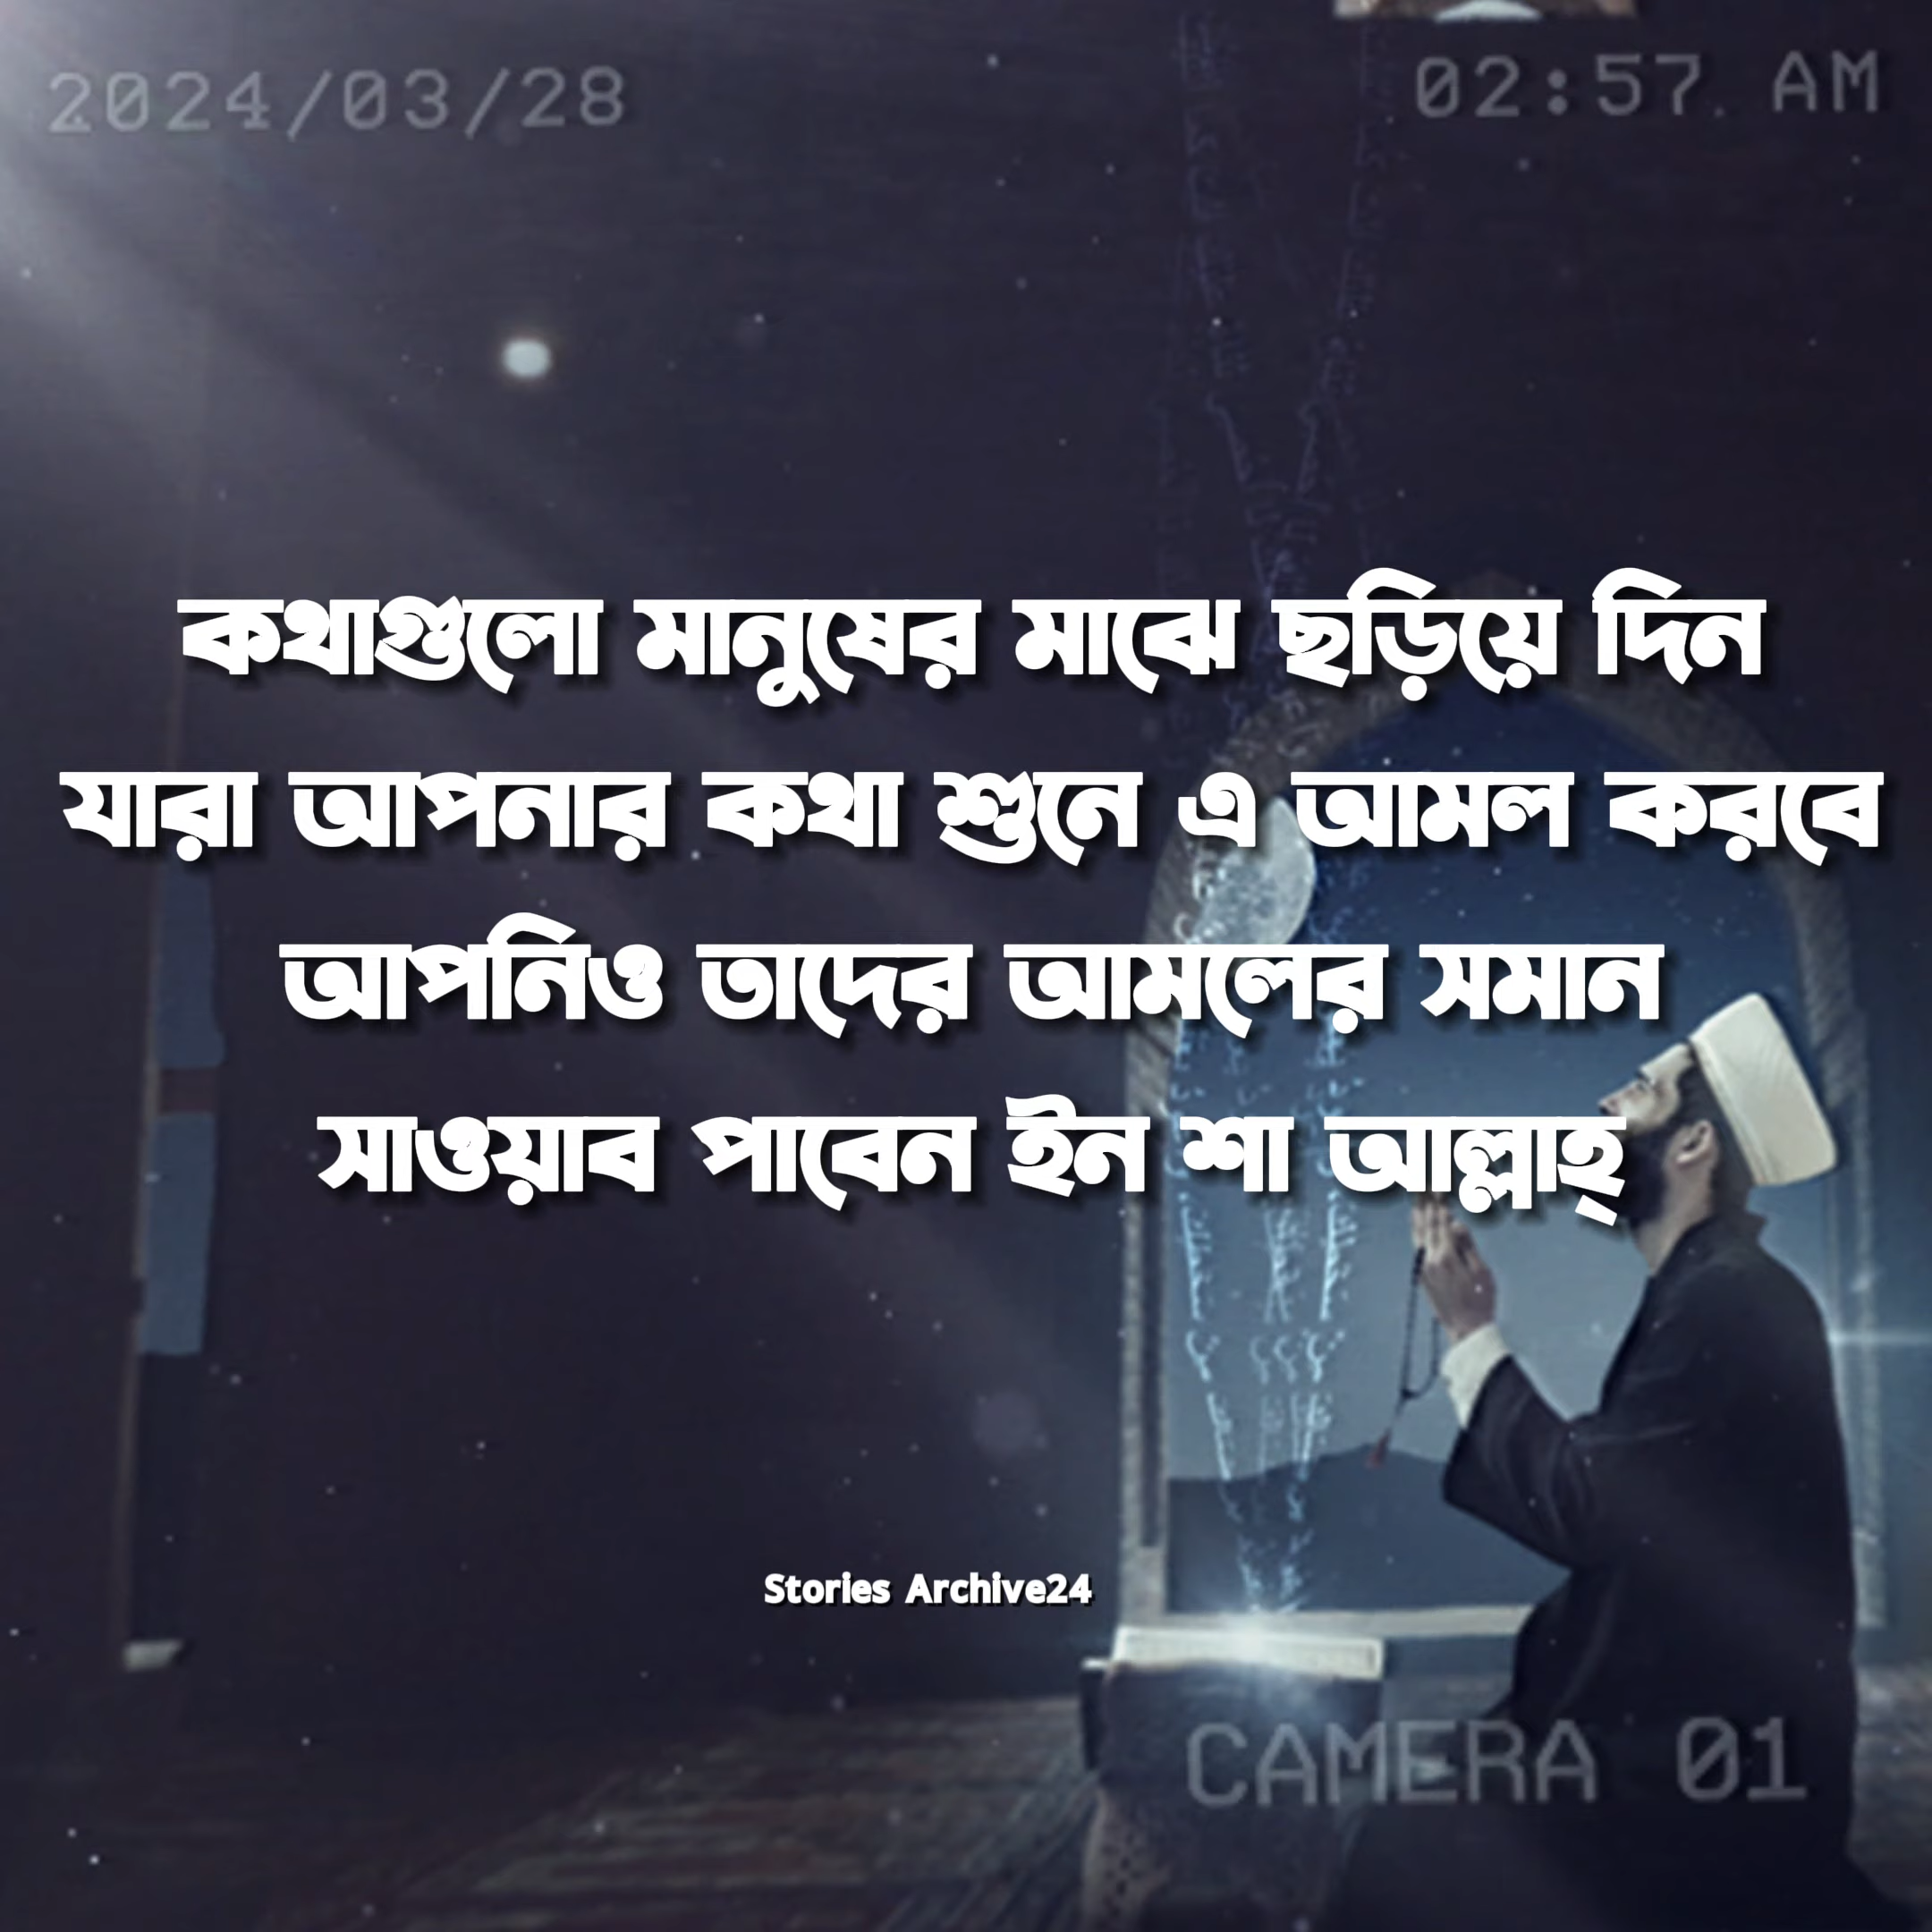 2024/03/28
02:57 AM
কথাগুলো মানুষের মাঝে ছড়িয়ে দিন
যারা আপনার কথা শুনে এ আমল করবে
আপনিও তাদের আমলের সমান
সাওয়াব পাবেন ইন শা আল্লাহ্
Stories Archive24
CAMERA 01